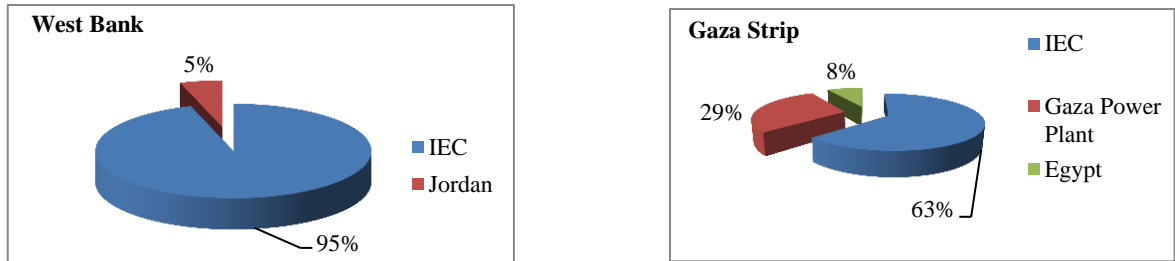 West Bank
5%
IEC
Jordan
95%
Gaza Strip
8%
29%
IEC
Gaza Power
Plant
Egypt
63%